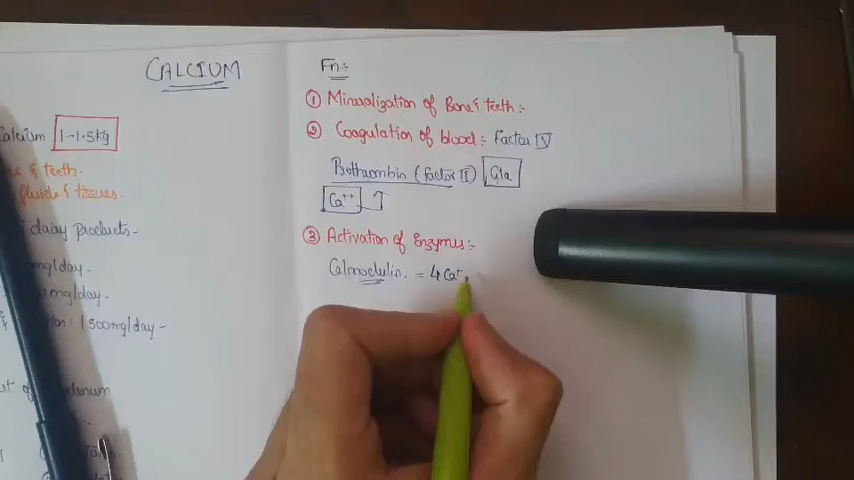 CALCIUM
Calcium 1-1.5kg
& teeth.
fluids & tissues.
dairy products-
mg/day.
mg/day.
: 1500mg/day-
Fn:-
① Mineralization of Bone & teeth:-
② Coagulation of blood:- Factor IV
Prothrombin (factor II) Gla
Ca++
③ Activation of Enzymes:-
Calmodulin. = 4 Ca+